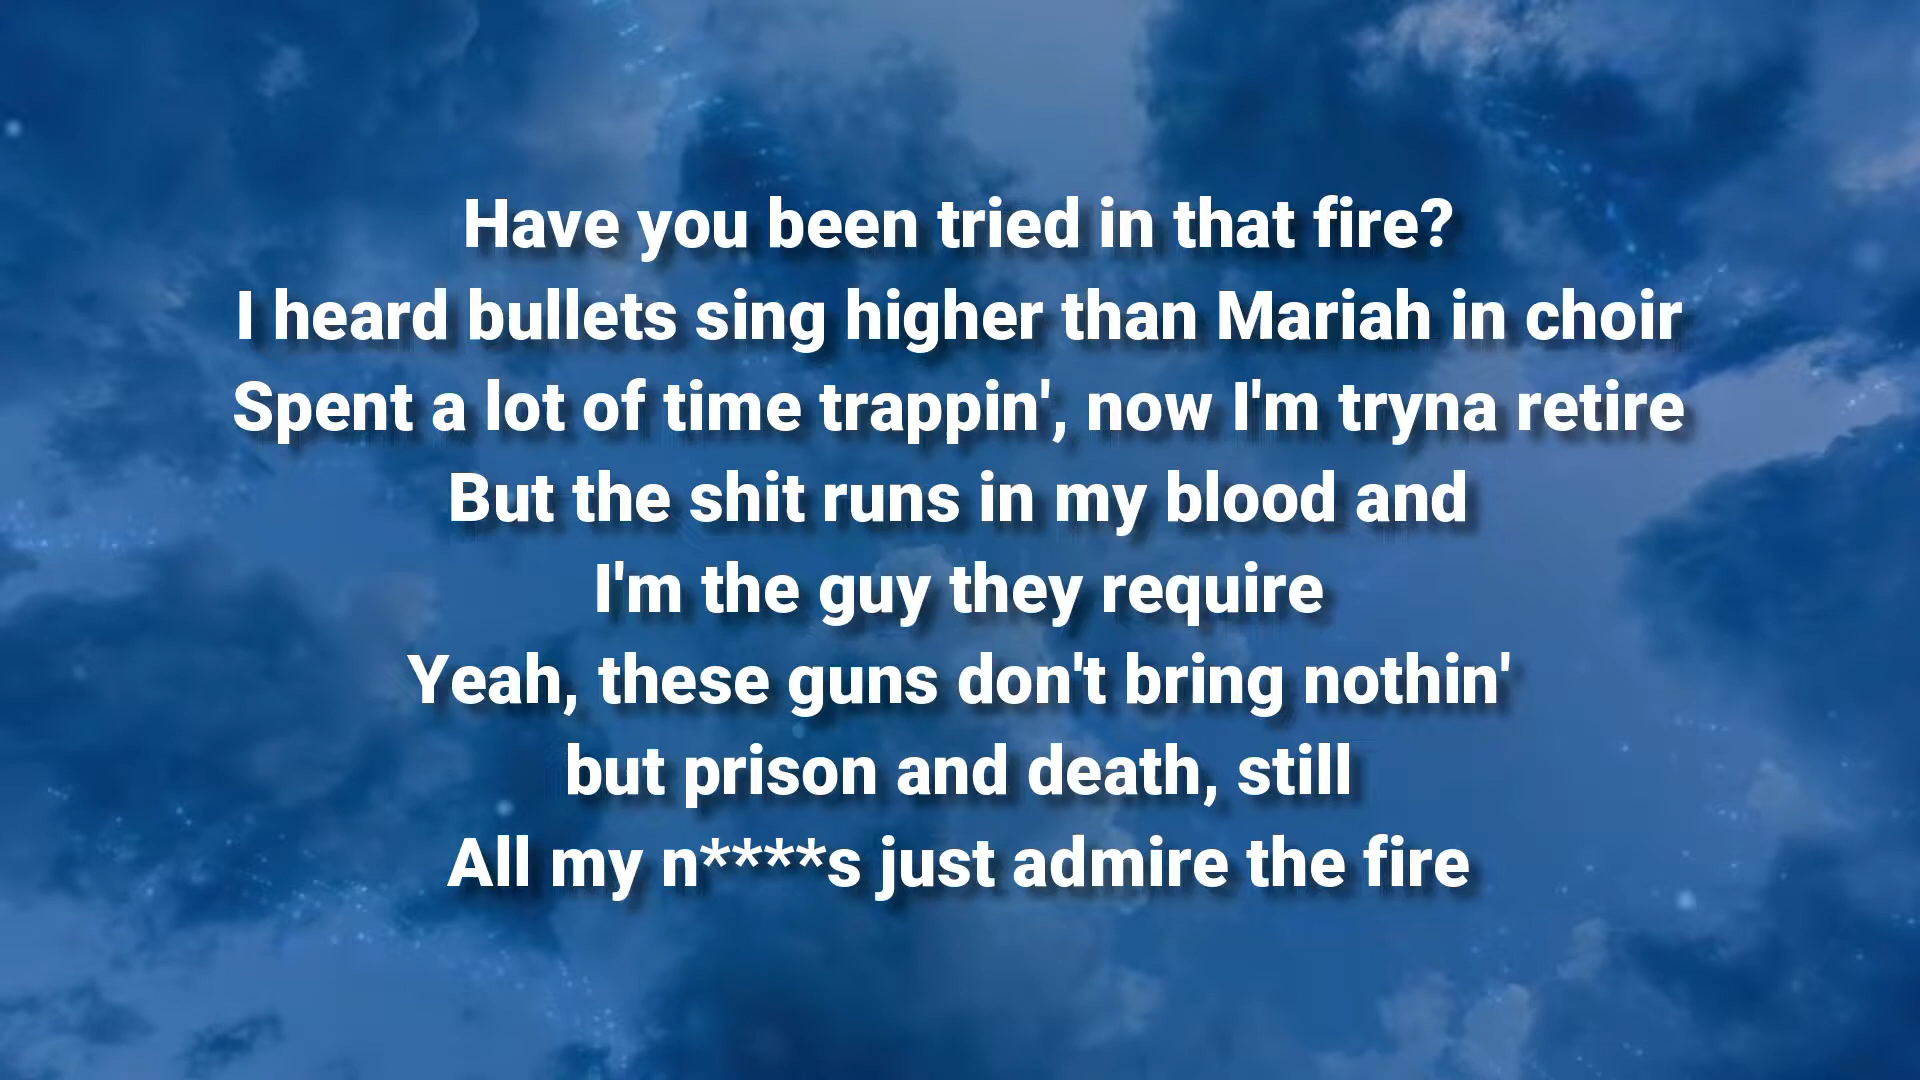 Have you been tried in that fire?
I heard bullets sing higher than Mariah in choir
Spent a lot of time trappin', now I'm tryna retire
But the shit runs in my blood and
I'm the guy they require
Yeah, these guns don't bring nothin'
but prison and death, still
All my n****s just admire the fire